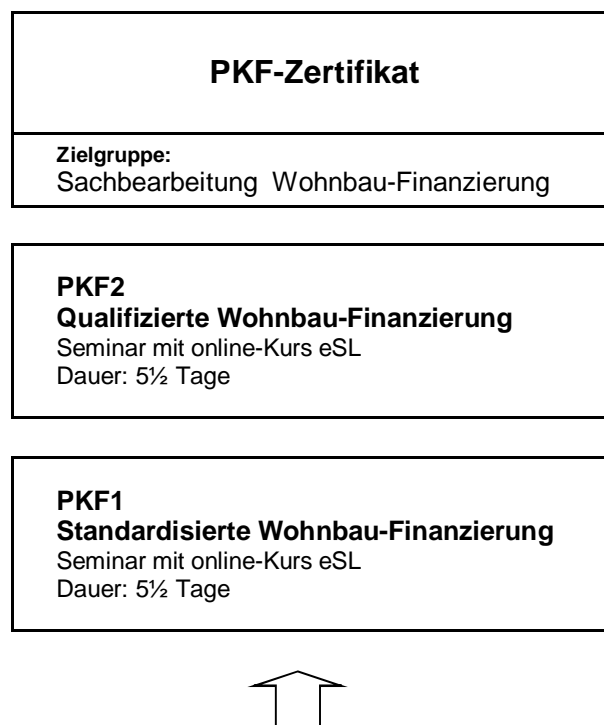 PKF-Zertifikat
Zielgruppe:
Sachbearbeitung Wohnbau-Finanzierung
PKF2
Qualifizierte Wohnbau-Finanzierung
Seminar mit online-Kurs eSL
Dauer: 5½ Tage
PKF1
Standardisierte Wohnbau-Finanzierung
Seminar mit online-Kurs eSL
Dauer: 5½ Tage